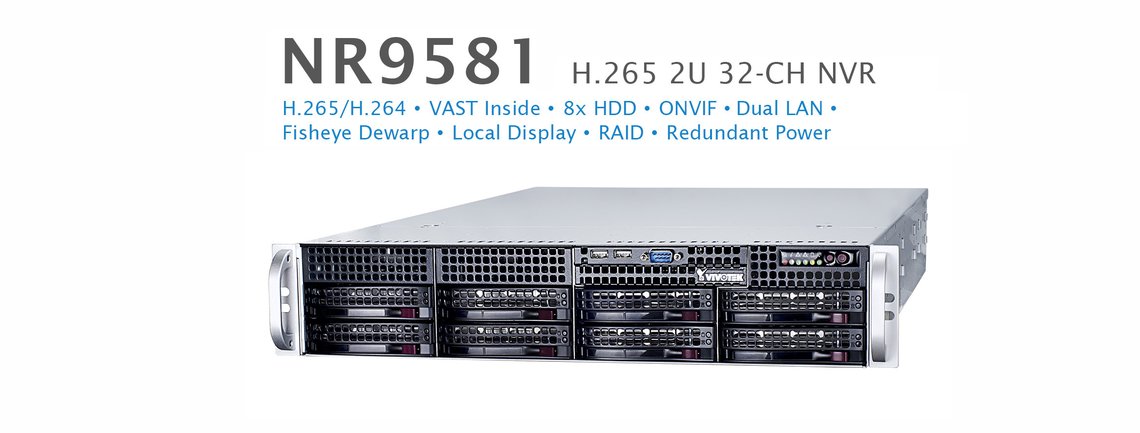 NR9581 H.265 2U 32-CH NVR
H.265/H.264 • VAST Inside • 8x HDD • ONVIF • Dual LAN •
Fisheye Dewarp • Local Display • RAID • Redundant Power
VIVOTEK